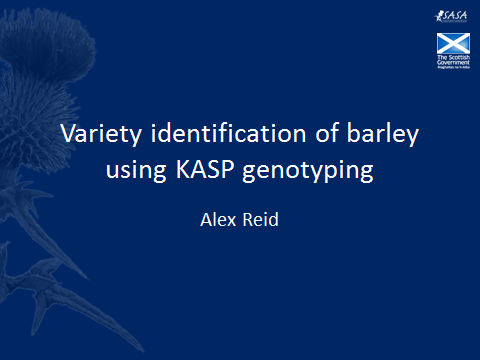 SASA
The Scottish
Government
Variety identification of barley
using KASP genotyping
Alex Reid